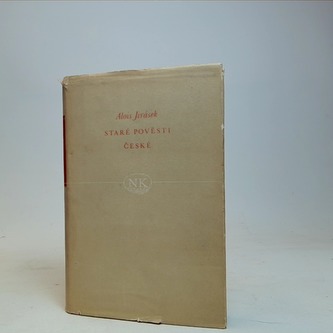 Alois Jirásek
STARÉ POVĚSTI
ČESKÉ
NK